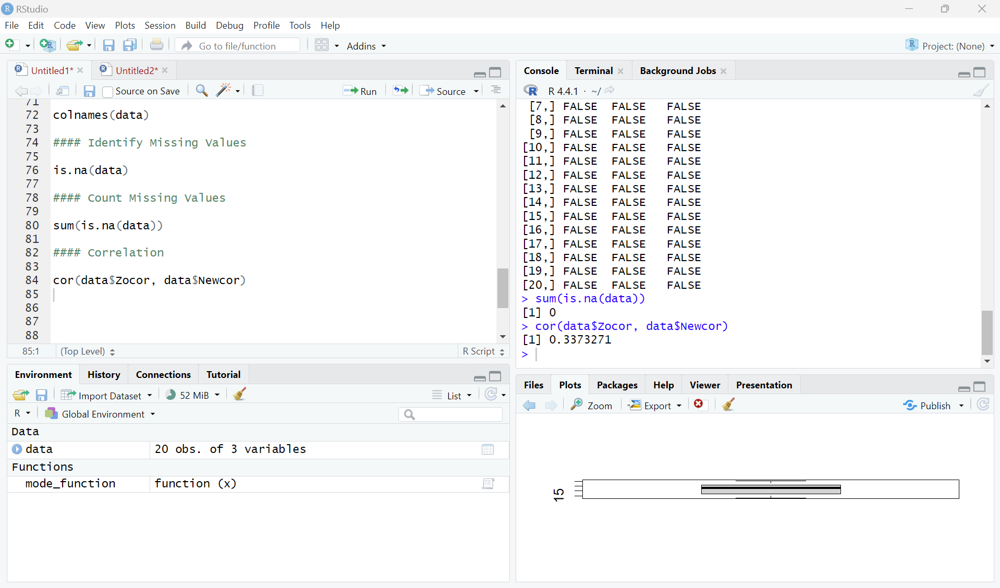 RStudio
File Edit Code View Plots Session Build Debug Profile Tools Help
Go to file/function
Addins
Project: (None)
Untitled1*
Untitled2*
Source on Save
Run
Source
71
72 colnames(data)
73
74 #### Identify Missing Values
75
76 is.na(data)
77
78 #### Count Missing Values
79
80 sum(is.na(data))
81
82 #### Correlation
83
84 cor(data$Zocor, data$Newcor)
85
86
87
88
85:1 (Top Level) R Script
Console Terminal Background Jobs
R 4.4.1 · ~/
[7,] FALSE FALSE FALSE
[8,] FALSE FALSE FALSE
[9,] FALSE FALSE FALSE
[10,] FALSE FALSE FALSE
[11,] FALSE FALSE FALSE
[12,] FALSE FALSE FALSE
[13,] FALSE FALSE FALSE
[14,] FALSE FALSE FALSE
[15,] FALSE FALSE FALSE
[16,] FALSE FALSE FALSE
[17,] FALSE FALSE FALSE
[18,] FALSE FALSE FALSE
[19,] FALSE FALSE FALSE
[20,] FALSE FALSE FALSE
> sum(is.na(data))
[1] 0
> cor(data$Zocor, data$Newcor)
[1] 0.3373271
>
Environment History Connections Tutorial
Import Dataset 52 MiB List
R Global Environment
Data
data 20 obs. of 3 variables
Functions
mode_function function (x)
Files Plots Packages Help Viewer Presentation
Zoom Export Publish
15